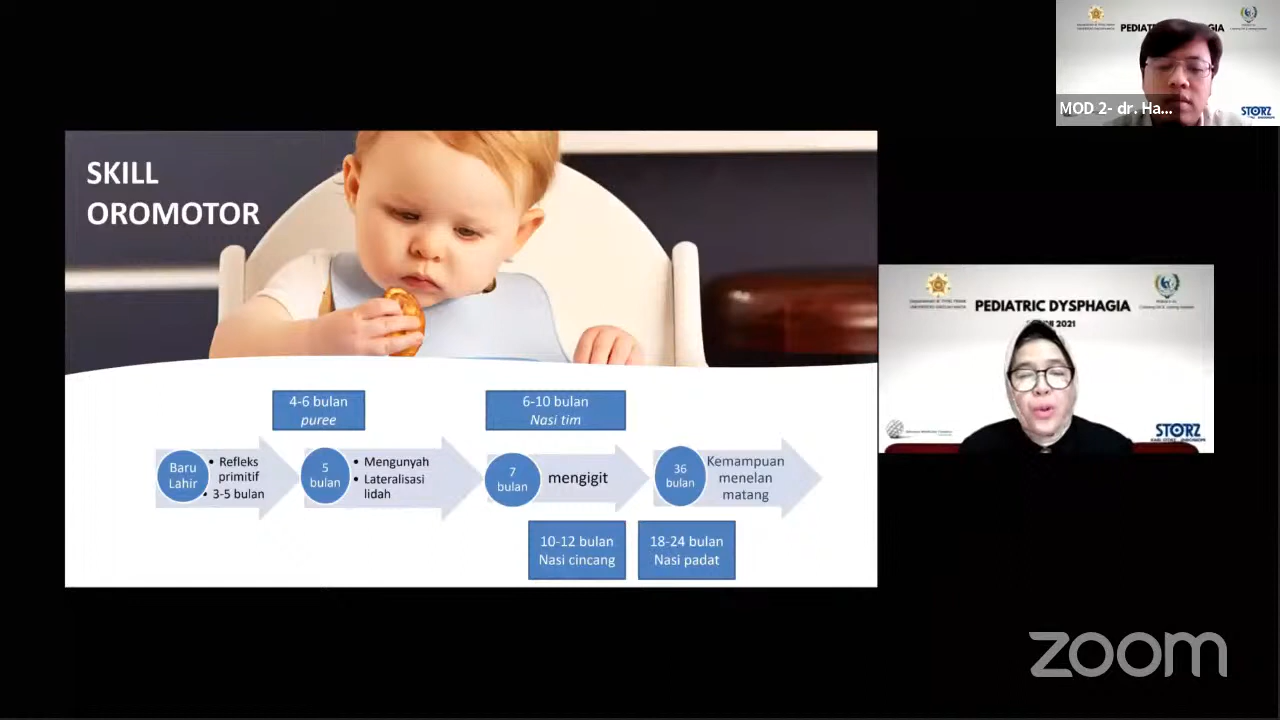 SKILL
OROMOTOR
4-6 bulan
puree
6-10 bulan
Nasi tim
Baru
Lahir
• Refleks
primitif
• 3-5 bulan
5
bulan
• Mengunyah
• Lateralisasi
lidah
7
bulan
mengigit
36
bulan
Kemampuan
menelan
matang
10-12 bulan
Nasi cincang
18-24 bulan
Nasi padat
MOD 2- dr. Ha...
STORZ
PEDIATRIC DYSPHAGIA
2021
STORZ
zoom